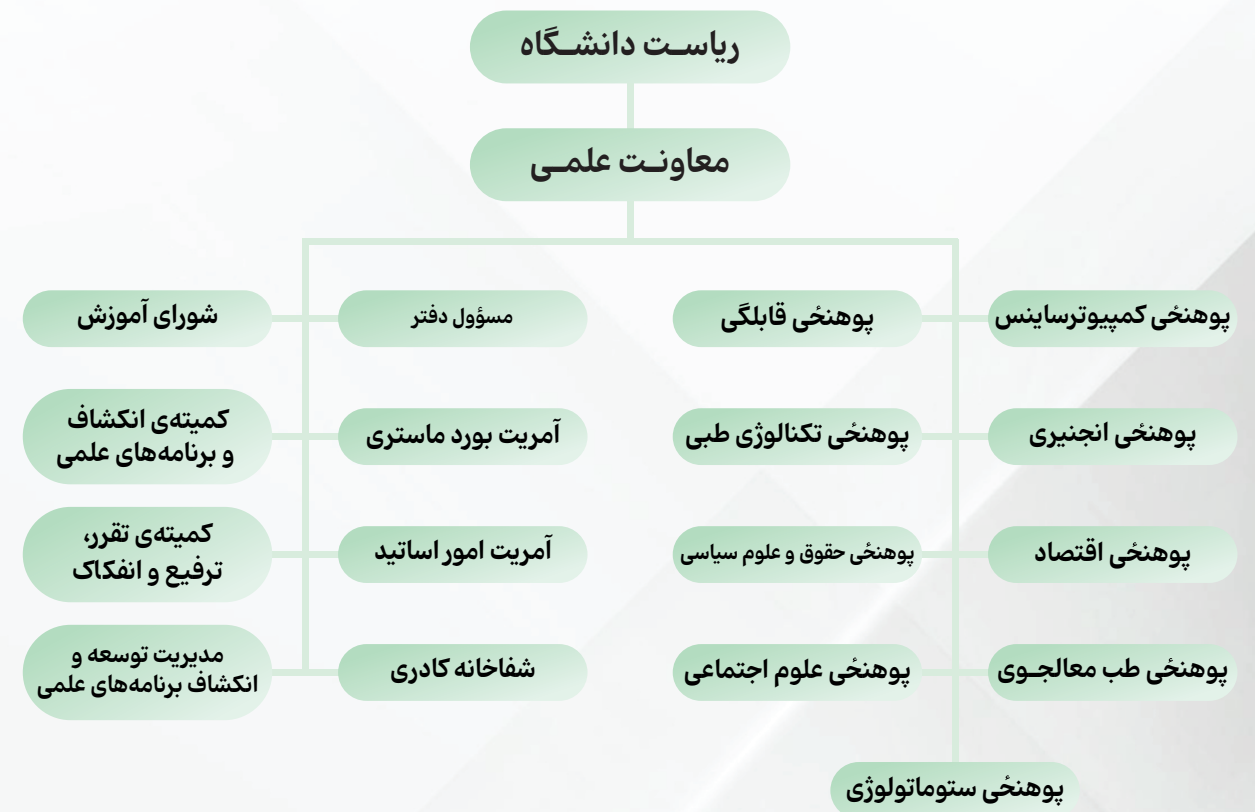 ریاست دانشگاه
معاونت علمی
پوهنځی کمپیوترساینس
پوهنځی قابلگی
مسؤول دفتر
شورای آموزش
پوهنځی انجنیری
پوهنځی تکنالوژی طبی
آمریت بورد ماستری
کمیته‌ی انکشاف
و برنامه‌های علمی
پوهنځی اقتصاد
پوهنځی حقوق و علوم سیاسی
آمریت امور اساتید
کمیته‌ی تقرر،
ترفیع و انفکاک
پوهنځی طب معالجوی
پوهنځی علوم اجتماعی
شفاخانه کادری
مدیریت توسعه و
انکشاف برنامه‌های علمی
پوهنځی ستوماتولوژی